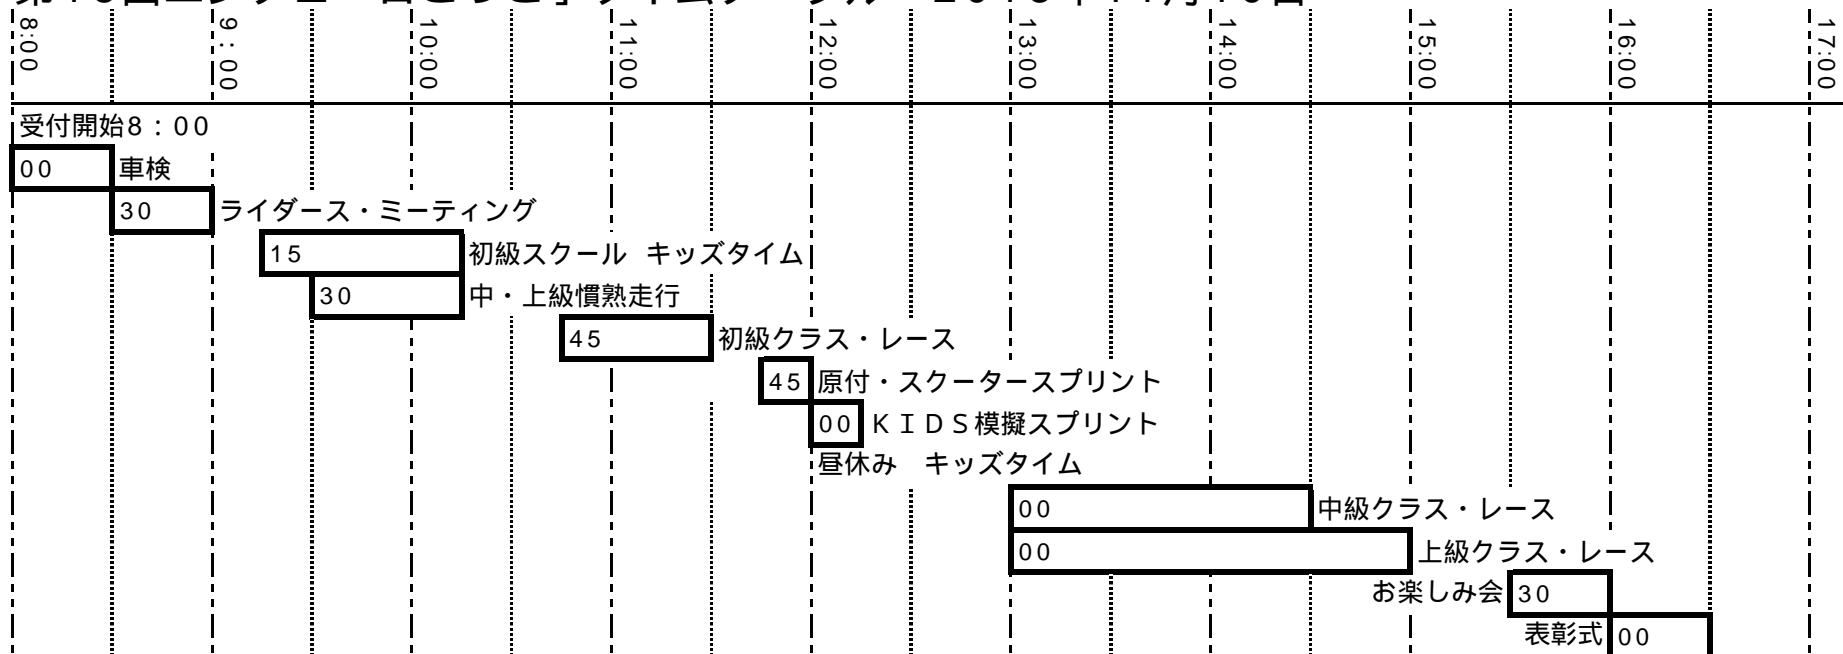 8:00 9:00 10:00 11:00 12:00 13:00 14:00 15:00 16:00 17:00
受付開始8：00
00 車検
30 ライダース・ミーティング
15 初級スクール キッズタイム
30 中・上級慣熟走行
45 初級クラス・レース
45 原付・スクータースプリント
00 ＫＩＤＳ模擬スプリント
昼休み　キッズタイム
00 中級クラス・レース
00 上級クラス・レース
お楽しみ会 30
表彰式 00